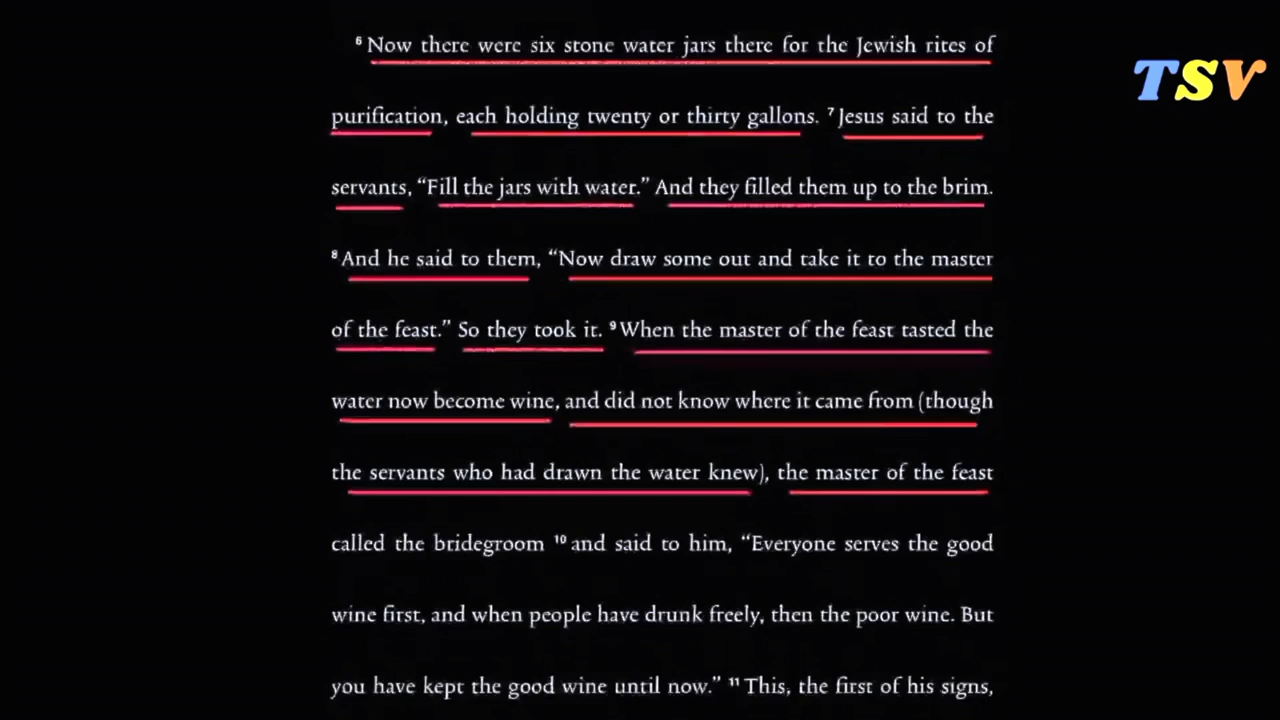 ⁶ Now there were six stone water jars there for the Jewish rites of
purification, each holding twenty or thirty gallons. ⁷ Jesus said to the
servants, “Fill the jars with water.” And they filled them up to the brim.
⁸ And he said to them, “Now draw some out and take it to the master
of the feast.” So they took it. ⁹ When the master of the feast tasted the
water now become wine, and did not know where it came from (though
the servants who had drawn the water knew), the master of the feast
called the bridegroom ¹⁰ and said to him, “Everyone serves the good
wine first, and when people have drunk freely, then the poor wine. But
you have kept the good wine until now.” ¹¹ This, the first of his signs,
TSV